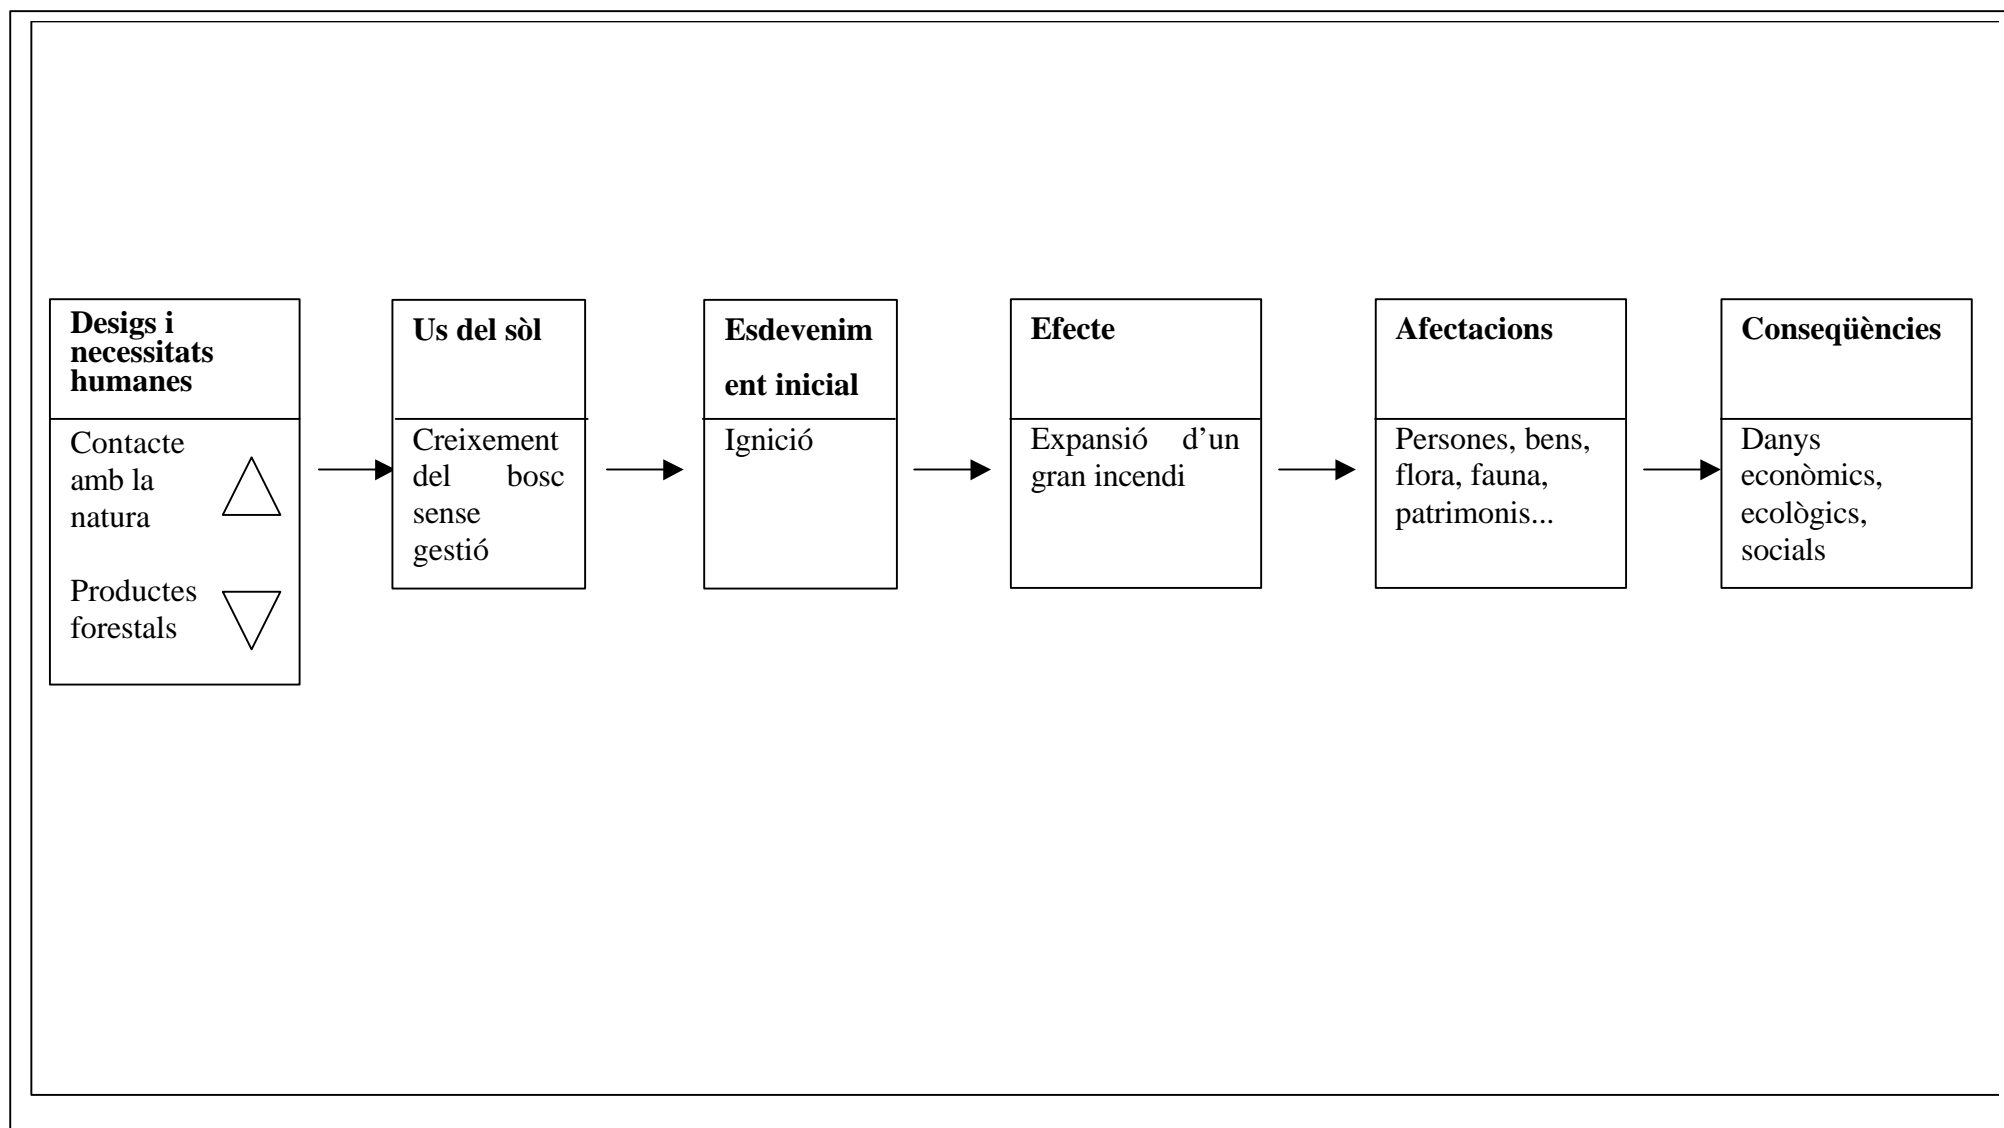 Desigs i
necessitats
humanes
Contacte
amb la
natura
Productes
forestals
Us del sòl
Creixement
del bosc
sense
gestió
Esdevenim
ent inicial
Ignició
Efecte
Expansió d’un
gran incendi
Afectacions
Persones, bens,
flora, fauna,
patrimonis...
Conseqüències
Danys
econòmics,
ecològics,
socials